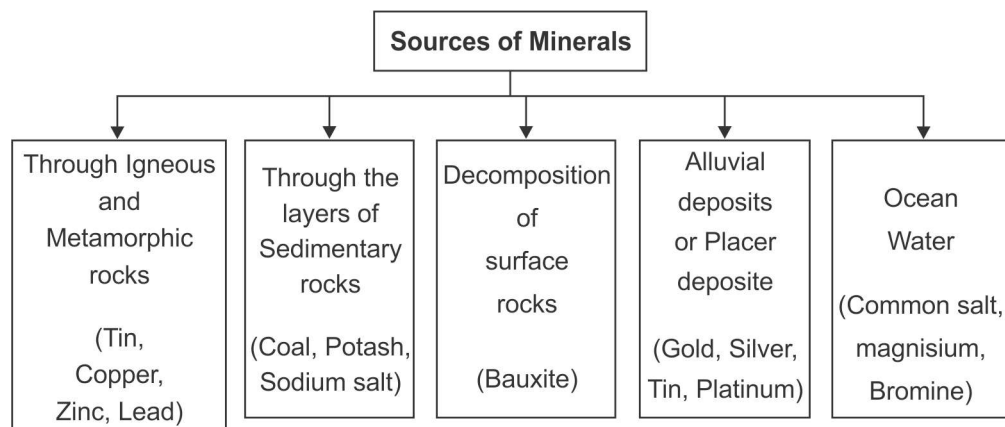 Sources of Minerals
Through Igneous
and
Metamorphic
rocks
(Tin,
Copper,
Zinc, Lead)
Through the
layers of
Sedimentary
rocks
(Coal, Potash,
Sodium salt)
Decomposition
of
surface
rocks
(Bauxite)
Alluvial
deposits
or Placer
deposite
(Gold, Silver,
Tin, Platinum)
Ocean
Water
(Common salt,
magnisium,
Bromine)